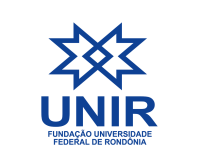 UNIR
FUNDAÇÃO UNIVERSIDADE
FEDERAL DE RONDÔNIA